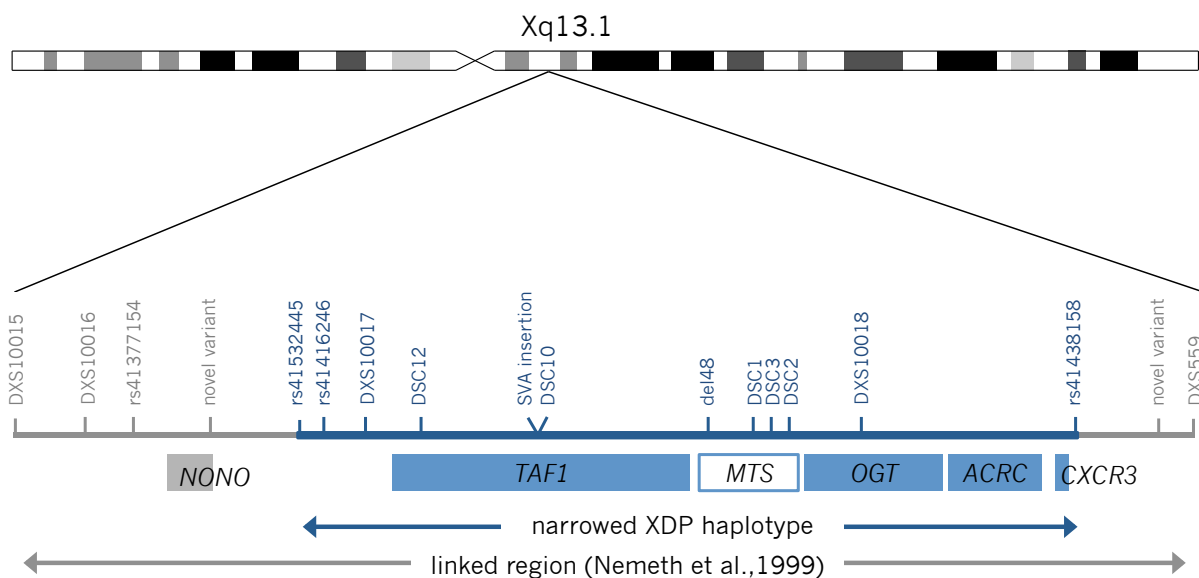 Xq13.1
DXS10015
DXS10016
rs41377154
novel variant
rs41532445
rs41416246
DXS10017
DSC12
SVA insertion
DSC10
del48
DSC1
DSC3
DSC2
DXS10018
rs41438158
novel variant
DXS559
NONO
TAF1
MTS
OGT
ACRC
CXCR3
narrowed XDP haplotype
linked region (Nemeth et al.,1999)